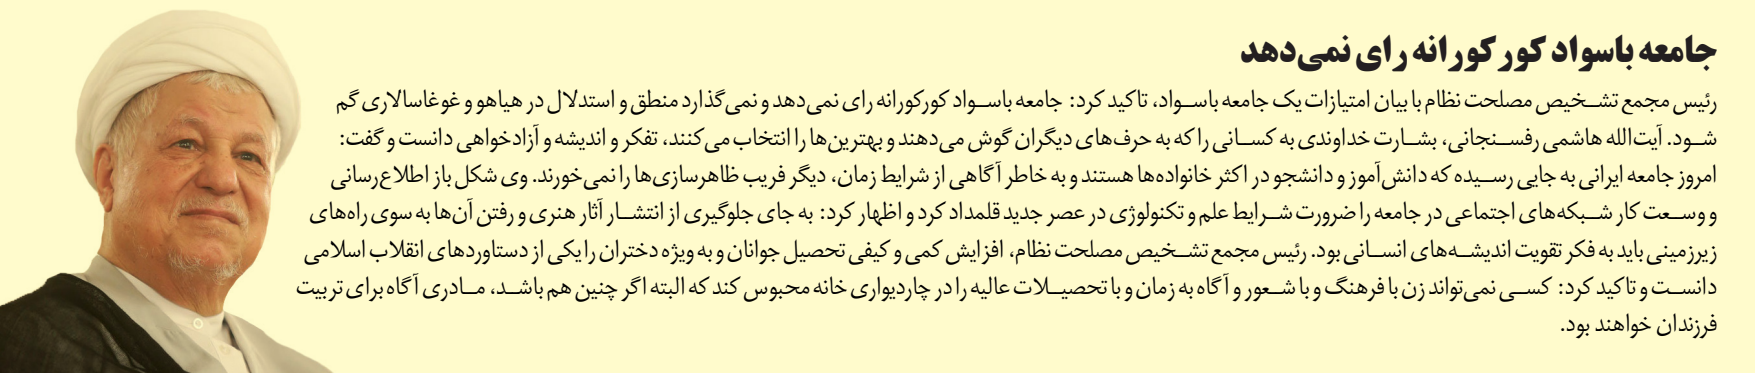 جامعه باسواد کور کورانه رای نمی‌دهد
رئیس مجمع تشخیص مصلحت نظام با بیان امتیازات یک جامعه باسواد، تاکید کرد: جامعه باسواد کورکورانه رای نمی‌دهد و نمی‌گذارد منطق و استدلال در هیاهو و غوغاسالاری گم
شود. آیت‌الله هاشمی رفسنجانی، بشارت خداوندی به کسانی را که به حرف‌های دیگران گوش می‌دهند و بهترین‌ها را انتخاب می‌کنند، تفکر و اندیشه و آزادخواهی دانست و گفت:
امروز جامعه ایرانی به جایی رسیده که دانش‌آموز و دانشجو در اکثر خانواده‌ها هستند و به خاطر آگاهی از شرایط زمان، دیگر فریب ظاهرسازی‌ها را نمی‌خورند. وی شکل باز اطلاع‌رسانی
و وسعت کار شبکه‌های اجتماعی در جامعه را ضرورت شرایط علم و تکنولوژی در عصر جدید قلمداد کرد و اظهار کرد: به جای جلوگیری از انتشار آثار هنری و رفتن آن‌ها به سوی راه‌های
زیرزمینی باید به فکر تقویت اندیشه‌های انسانی بود. رئیس مجمع تشخیص مصلحت نظام، افزایش کمی و کیفی تحصیل جوانان و به ویژه دختران را یکی از دستاوردهای انقلاب اسلامی
دانست و تاکید کرد: کسی نمی‌تواند زن با فرهنگ و با شعور و آگاه به زمان و با تحصیلات عالیه را در چاردیواری خانه محبوس کند که البته اگر چنین هم باشد، مادری آگاه برای تربیت
فرزندان خواهند بود.